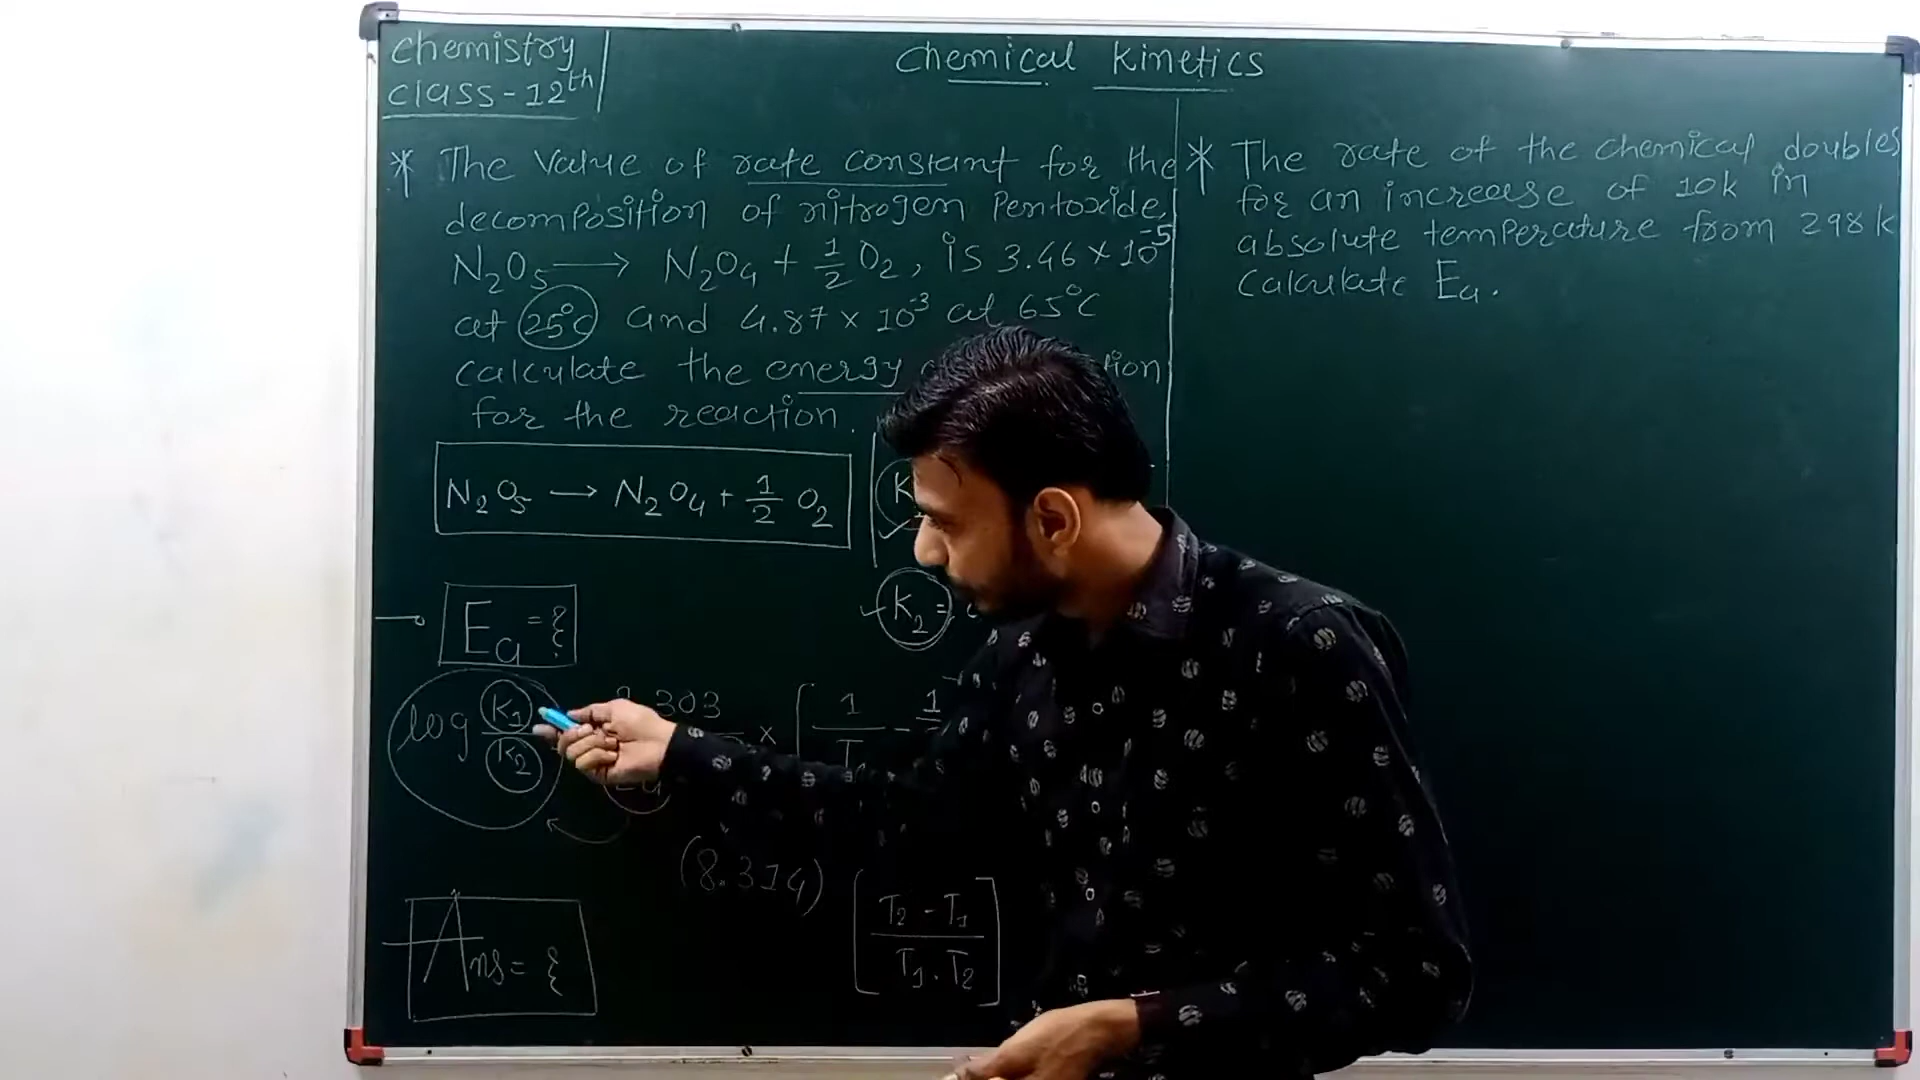 Chemistry
Class-12th
Chemical Kinetics
* The value of rate constant for the
decomposition of nitrogen Pentoxide,
N₂O₅ → N₂O₄ + 1/2 O₂, is 3.46 × 10⁻⁵
at 25°C and 4.87 × 10⁻³ at 65°C
calculate the energy
for the reaction.
N₂O₅ → N₂O₄ + 1/2 O₂
K₂ =
Ea = ?
log K₁/K₂
303 × [1/T - 1/
(8.314)
[T₂ - T₁ / T₁ . T₂]
Ans = ?
* The rate of the chemical doubles
for an increase of 10k in
absolute temperature from 298k
Calculate Ea.